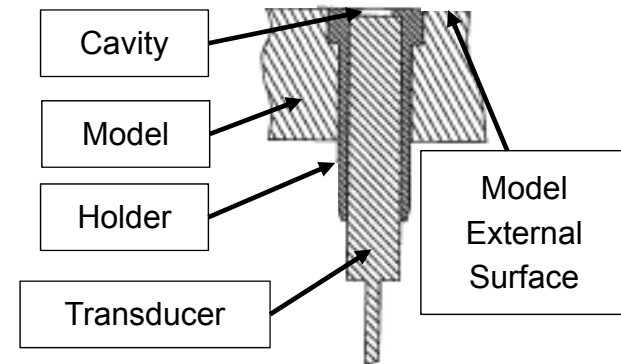 Cavity
Model
Holder
Transducer
Model
External
Surface